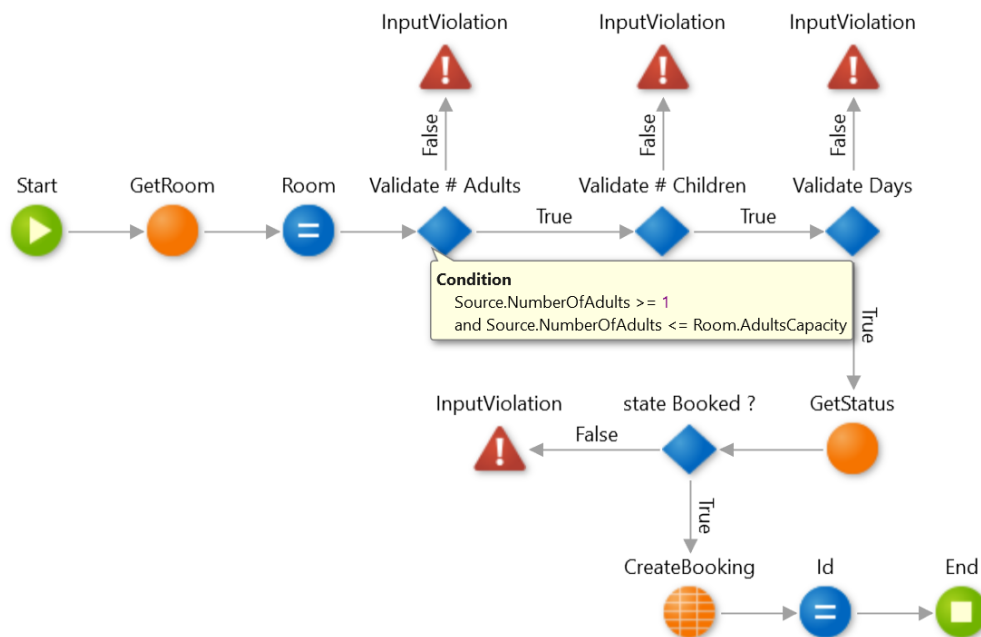 InputViolation
InputViolation
InputViolation
False
False
False
Start
GetRoom
Room
Validate # Adults
Validate # Children
Validate Days
True
True
Condition
Source.NumberOfAdults >= 1
and Source.NumberOfAdults <= Room.AdultsCapacity
True
InputViolation
state Booked ?
GetStatus
False
True
CreateBooking
Id
End